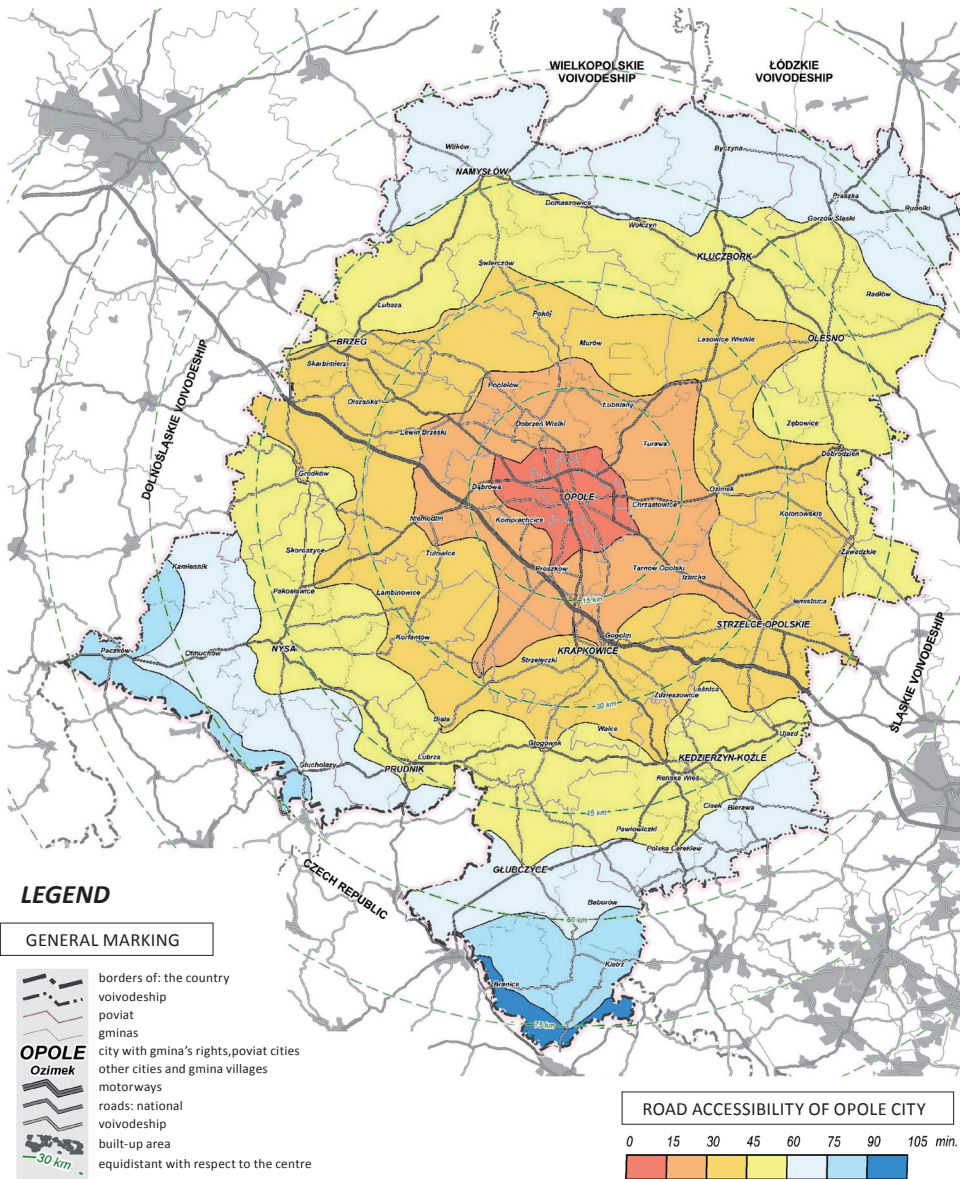 WIELKOPOLSKIE
VOIVODESHIP
ŁÓDZKIE
VOIVODESHIP
Wilków
Byczyna
NAMYSŁÓW
Domaszowice
Praszka
Rudniki
Gorzów Śląski
Wołczyn
KLUCZBORK
Świerczów
Radłów
Lubsza
Pokój
BRZEG
Murów
Lasowice Wielkie
OLESNO
Skarbimierz
DOLNOŚLĄSKIE VOIVODESHIP
Popielów
Olszanka
Łubniany
Dobrzeń Wielki
Zębowice
Lewin Brzeski
Turawa
Dobrodzień
Grodków
Dąbrowa
OPOLE
Ozimek
Chrząstowice
Kolonowskie
Niemodlin
Komprachcice
Skoroszyce
Tułowice
Zawadzkie
Kamiennik
Prószków
Tarnów Opolski
Izbicko
Pakosławice
Łambinowice
15 km
Jemielnica
STRZELCE OPOLSKIE
Korfantów
Gogolin
Paczków
Otmuchów
NYSA
KRAPKOWICE
Strzeleczki
ŚLĄSKIE VOIVODESHIP
Leśnica
Zdzieszowice
30 km
Biała
Walce
Ujazd
Głogówek
Lubrza
KĘDZIERZYN-KOŹLE
Głuchołazy
PRUDNIK
Reńska Wieś
Cisek
Bierawa
45 km
Pawłowiczki
Polska Cerekiew
CZECH REPUBLIC
GŁUBCZYCE
Baborów
60 km
Kietrz
Branice
75 km
LEGEND
GENERAL MARKING
borders of: the country
voivodeship
poviat
gminas
OPOLE city with gmina's rights,poviat cities
Ozimek other cities and gmina villages
motorways
roads: national
voivodeship
built-up area
30 km equidistant with respect to the centre
ROAD ACCESSIBILITY OF OPOLE CITY
0 15 30 45 60 75 90 105 min.